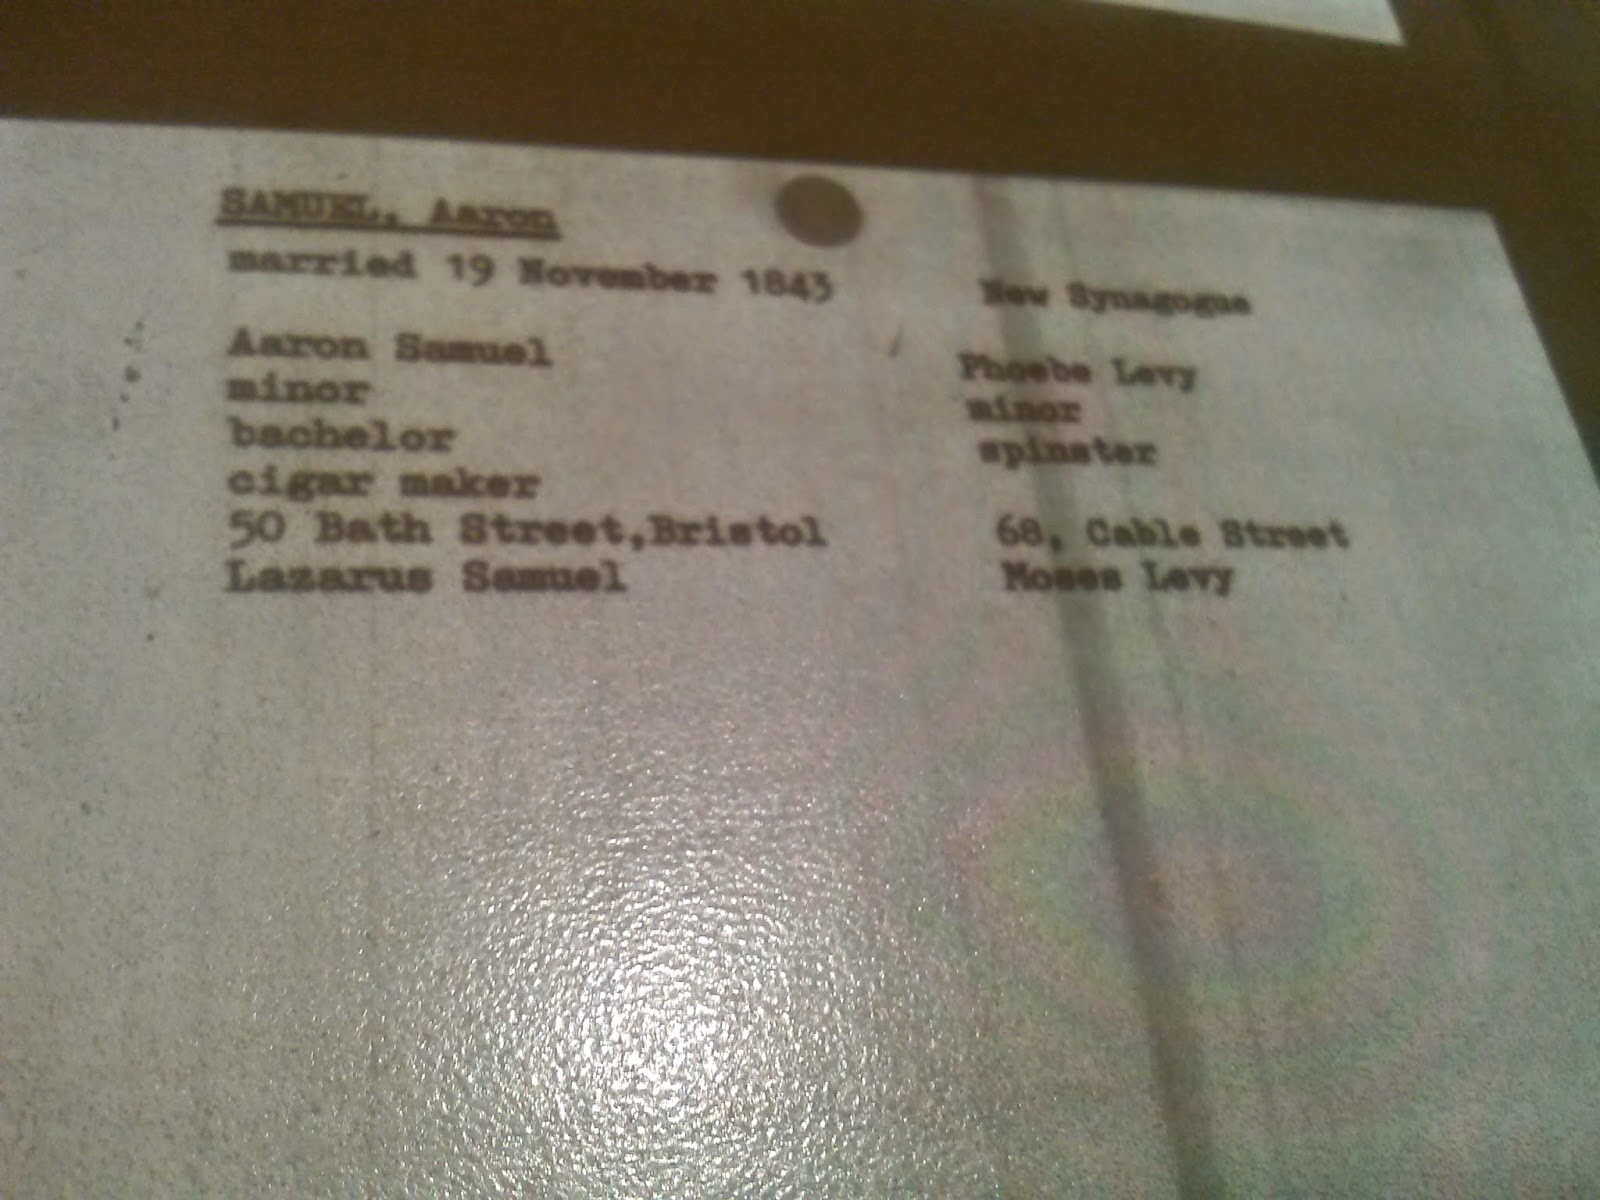 SAMUEL, Aaron
married 19 November 1843 New Synagogue
Aaron Samuel Phoebe Levy
minor minor
bachelor spinster
cigar maker
50 Bath Street,Bristol 68, Cable Street
Lazarus Samuel Moses Levy